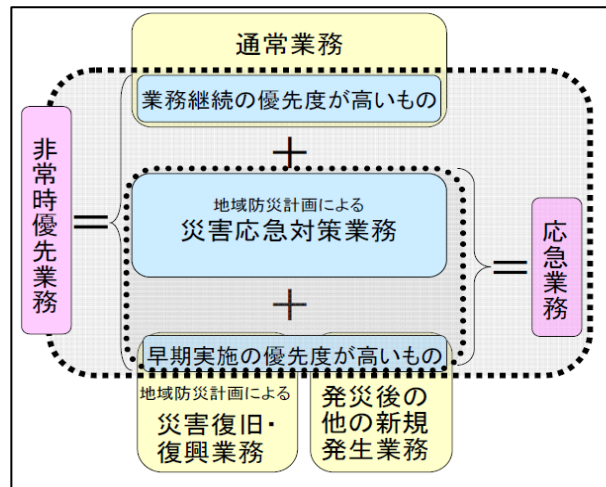 通常業務
業務継続の優先度が高いもの
＋
非常時優先業務
＝
地域防災計画による
災害応急対策業務
＝
応急業務
＋
早期実施の優先度が高いもの
地域防災計画による
災害復旧・
復興業務
発災後の
他の新規
発生業務